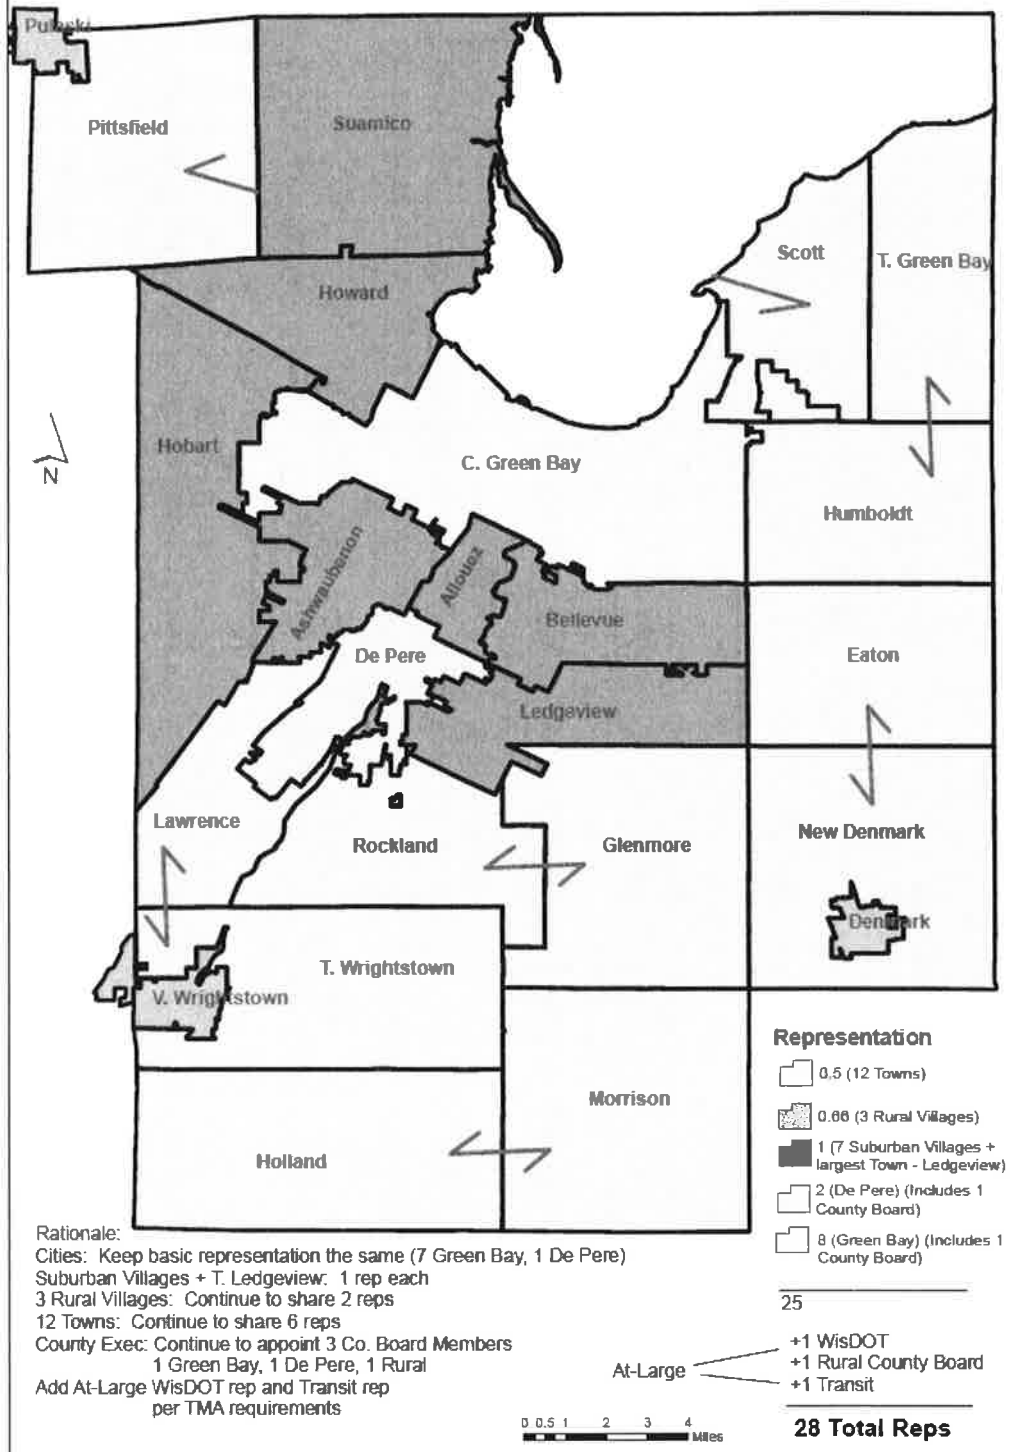 Pulaski
Pittsfield
Suamico
Howard
Scott
T. Green Bay
Hobart
N
C. Green Bay
Humboldt
Ashwaubenon
Allouez
Bellevue
De Pere
Eaton
Ledgeview
Lawrence
Rockland
Glenmore
New Denmark
Denmark
T. Wrightstown
V. Wrightstown
Morrison
Holland
Representation
0.5 (12 Towns)
0.66 (3 Rural Villages)
1 (7 Suburban Villages +
largest Town - Ledgeview)
2 (De Pere) (Includes 1
County Board)
8 (Green Bay) (Includes 1
County Board)
25
At-Large
+1 WisDOT
+1 Rural County Board
+1 Transit
28 Total Reps
Rationale:
Cities: Keep basic representation the same (7 Green Bay, 1 De Pere)
Suburban Villages + T. Ledgeview: 1 rep each
3 Rural Villages: Continue to share 2 reps
12 Towns: Continue to share 6 reps
County Exec: Continue to appoint 3 Co. Board Members
1 Green Bay, 1 De Pere, 1 Rural
Add At-Large WisDOT rep and Transit rep
per TMA requirements
0 0.5 1 2 3 4
Miles